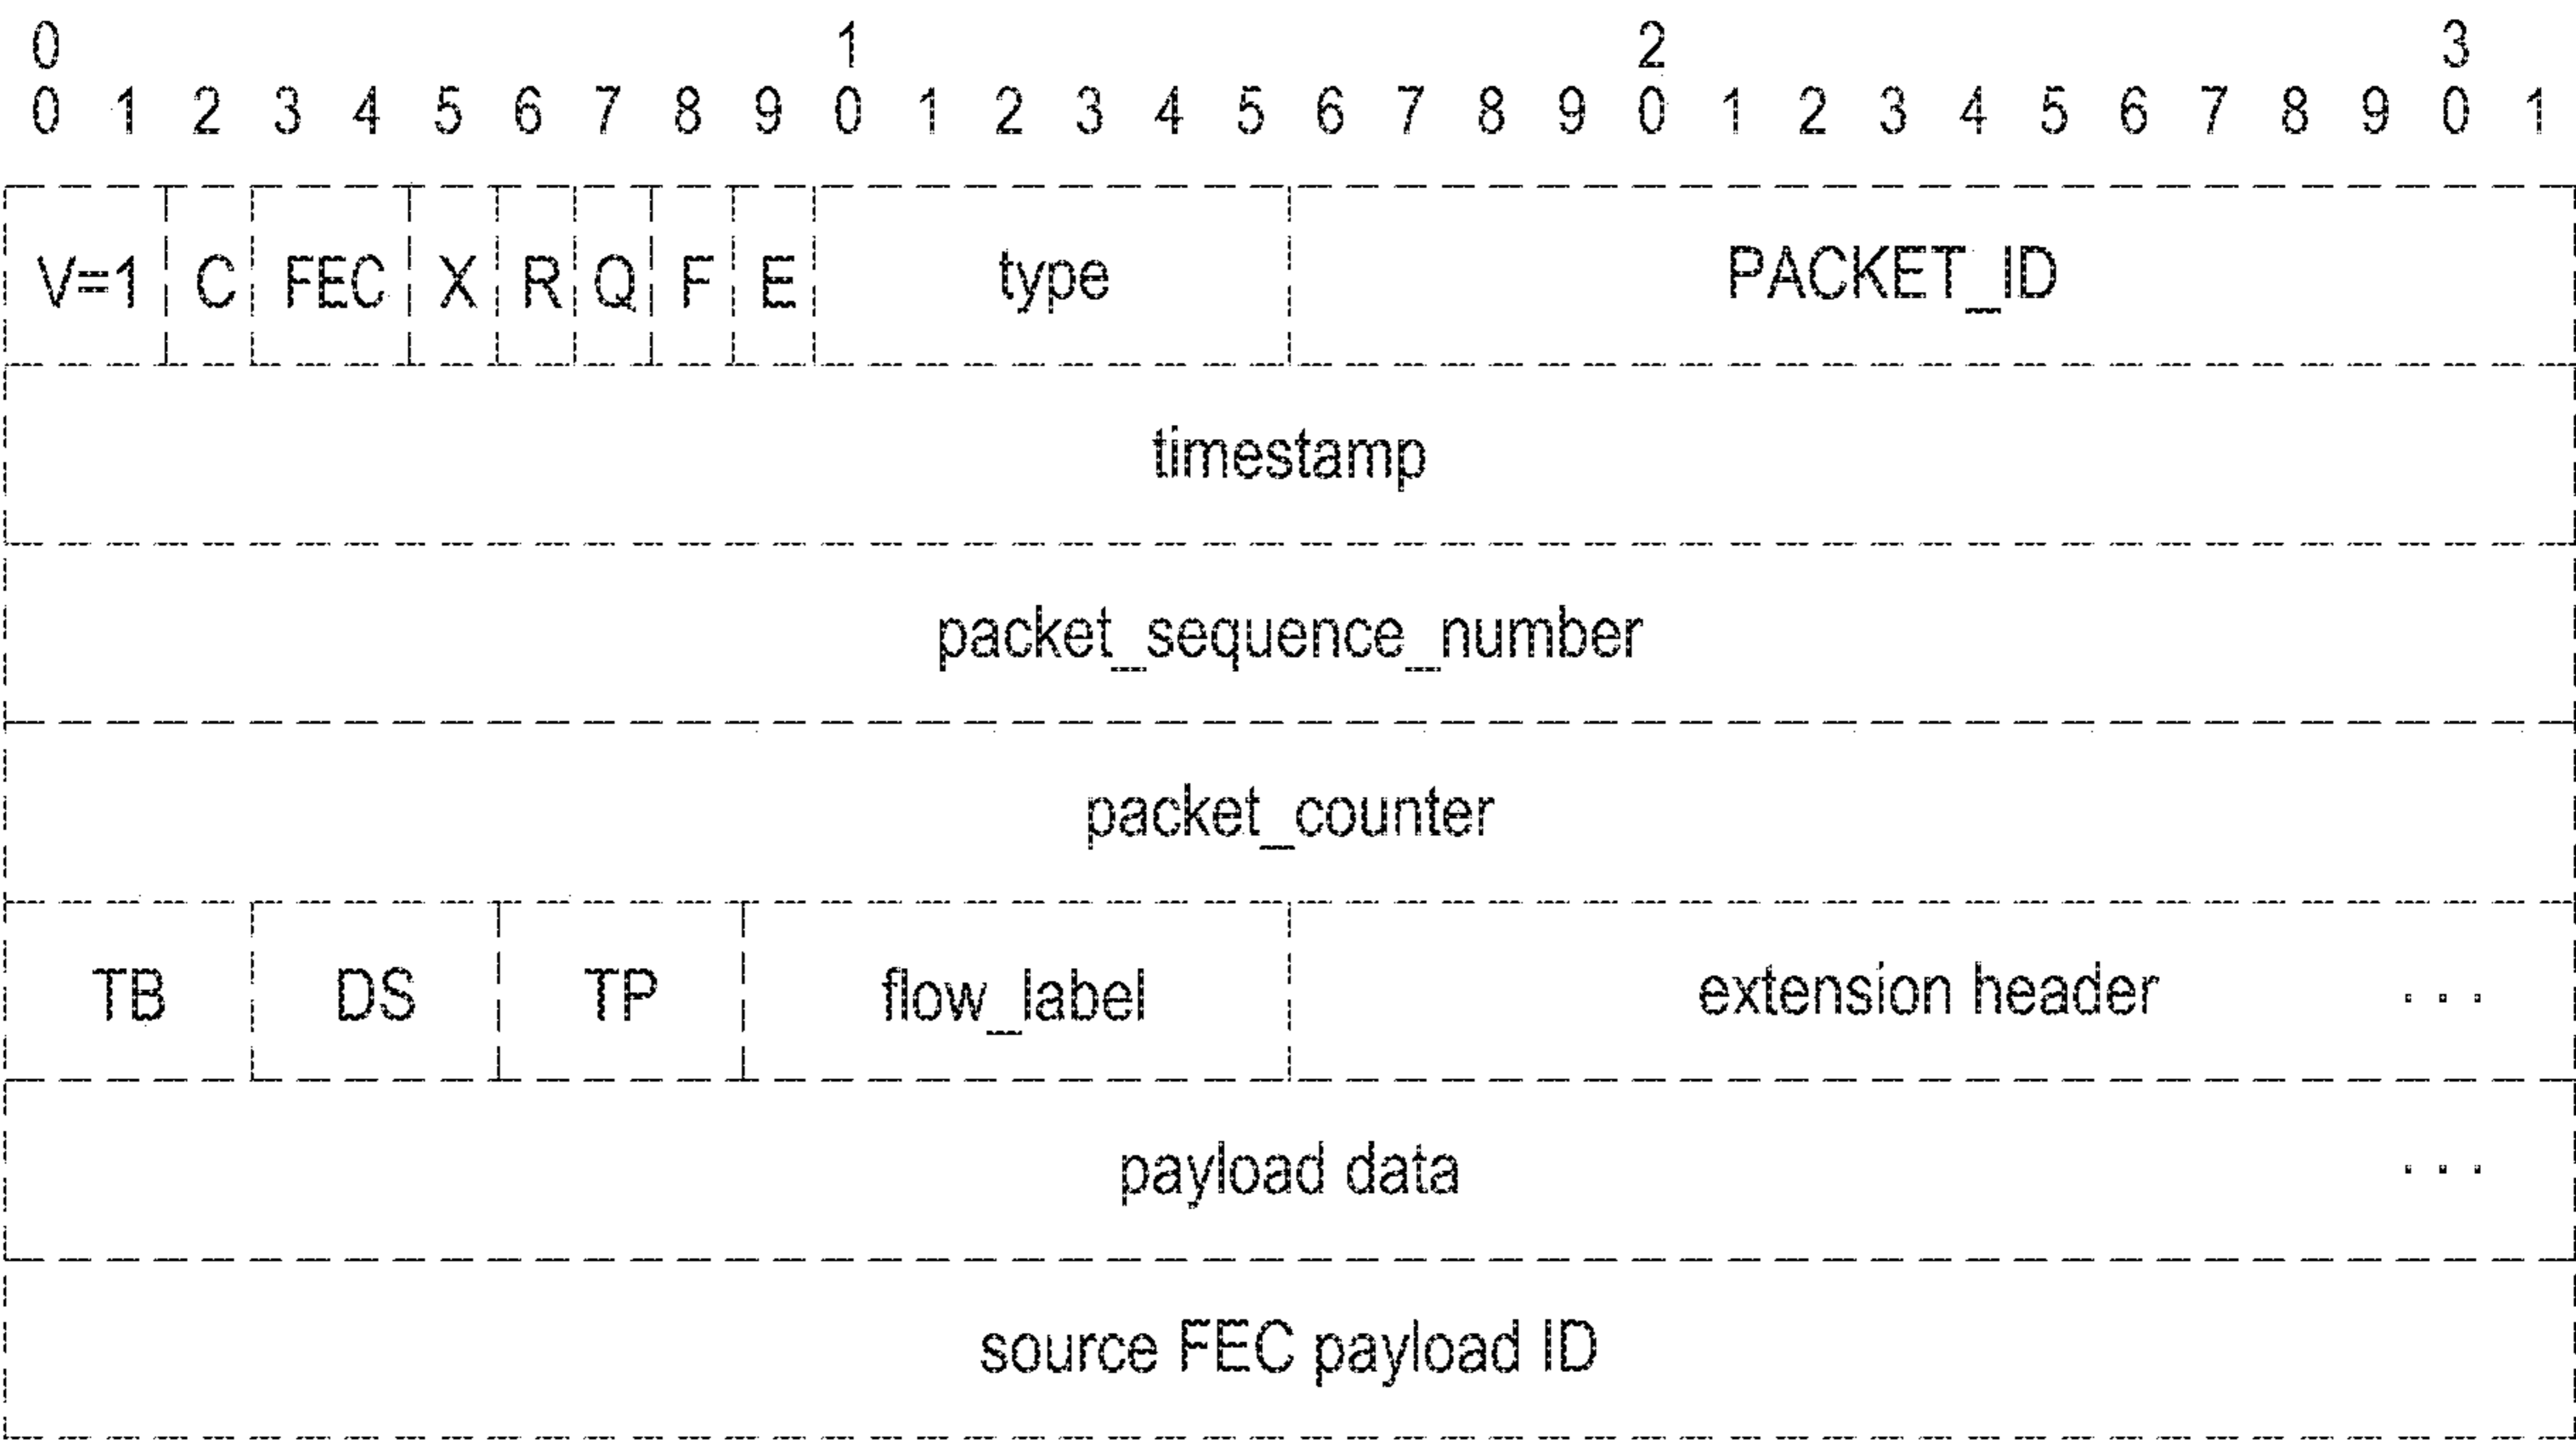 0 1 2 3
0 1 2 3 4 5 6 7 8 9 0 1 2 3 4 5 6 7 8 9 0 1 2 3 4 5 6 7 8 9 0 1
V=1 C FEC X R Q F E type PACKET_ID
timestamp
packet_sequence_number
packet_counter
TB DS TP flow_label extension header ...
payload data ...
source FEC payload ID